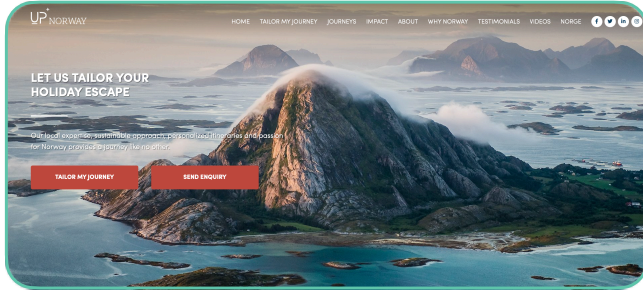 UP NORWAY
HOME TAILOR MY JOURNEY JOURNEYS IMPACT ABOUT WHY NORWAY TESTIMONIALS VIDEOS NORGE
LET US TAILOR YOUR
HOLIDAY ESCAPE
Our local expertise, sustainable approach, personalized itineraries and passion
for Norway provides a journey like no other.
TAILOR MY JOURNEY SEND ENQUIRY